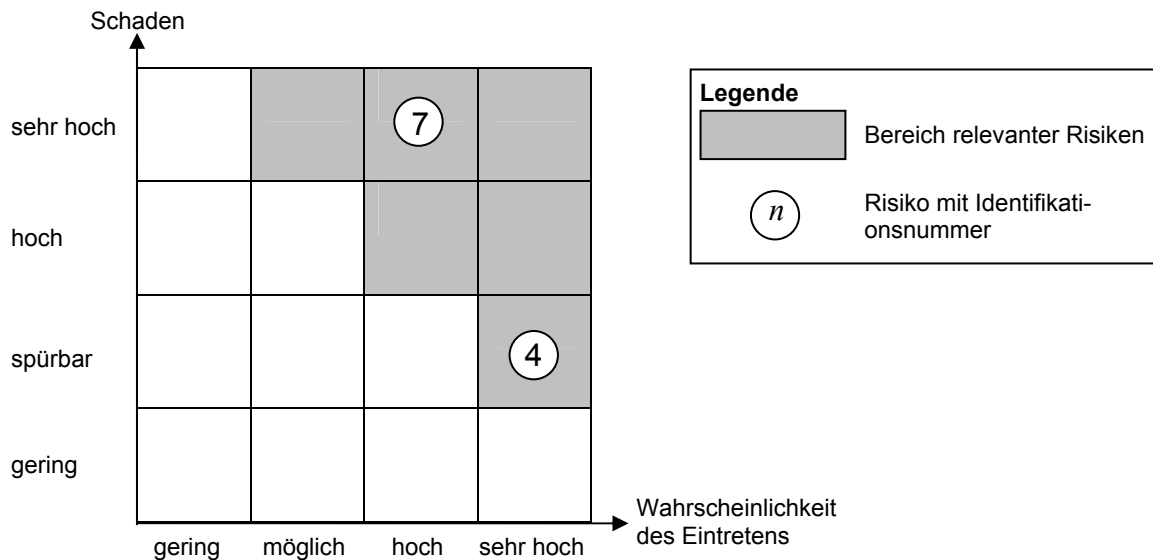 Schaden
sehr hoch
7
hoch
spürbar
4
gering
gering
möglich
hoch
sehr hoch
Wahrscheinlichkeit
des Eintretens
Legende
Bereich relevanter Risiken
n
Risiko mit Identifikati-
onsnummer